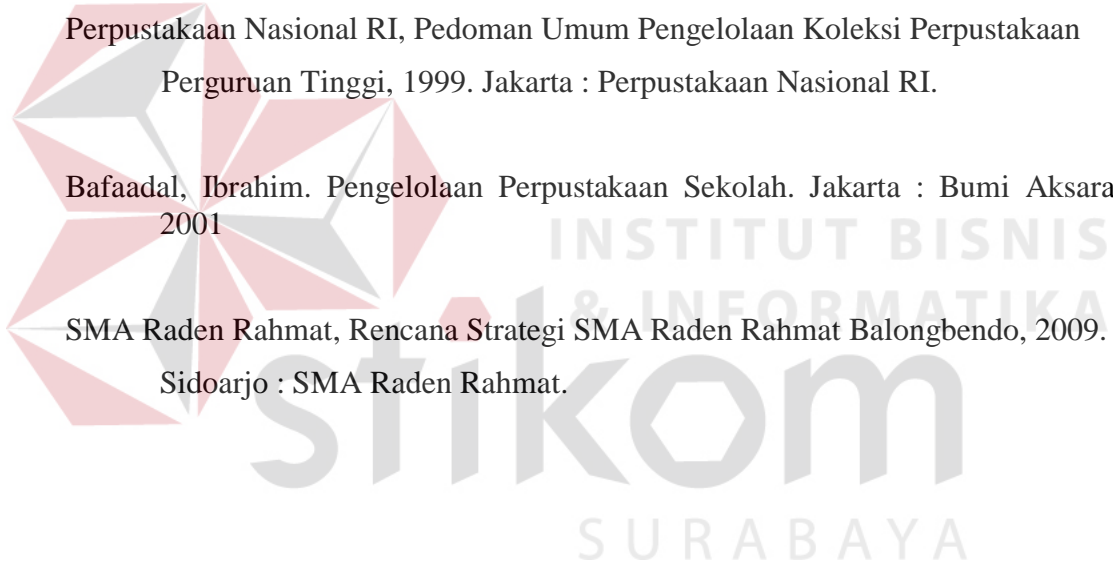 Perpustakaan Nasional RI, Pedoman Umum Pengelolaan Koleksi Perpustakaan
Perguruan Tinggi, 1999. Jakarta : Perpustakaan Nasional RI.
Bafaadal, Ibrahim. Pengelolaan Perpustakaan Sekolah. Jakarta : Bumi Aksara
2001
INSTITUT BISNIS
& INFORMATIKA
SMA Raden Rahmat, Rencana Strategi SMA Raden Rahmat Balongbendo, 2009.
Sidoarjo : SMA Raden Rahmat.
stikom
SURABAYA